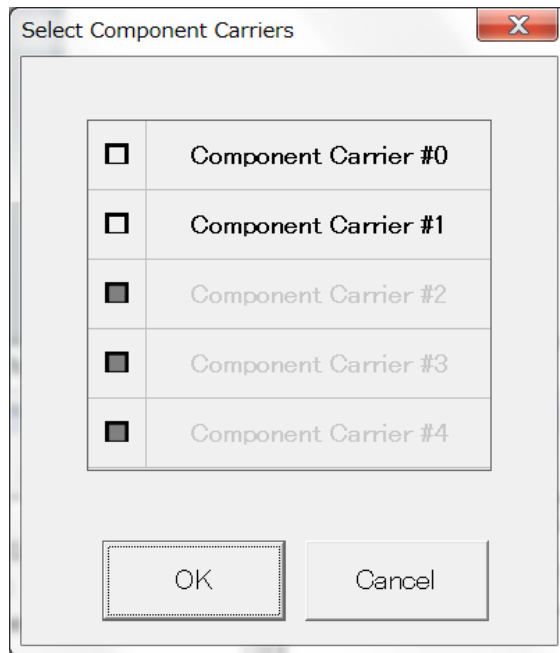 Select Component Carriers
Component Carrier #0
Component Carrier #1
Component Carrier #2
Component Carrier #3
Component Carrier #4
OK
Cancel